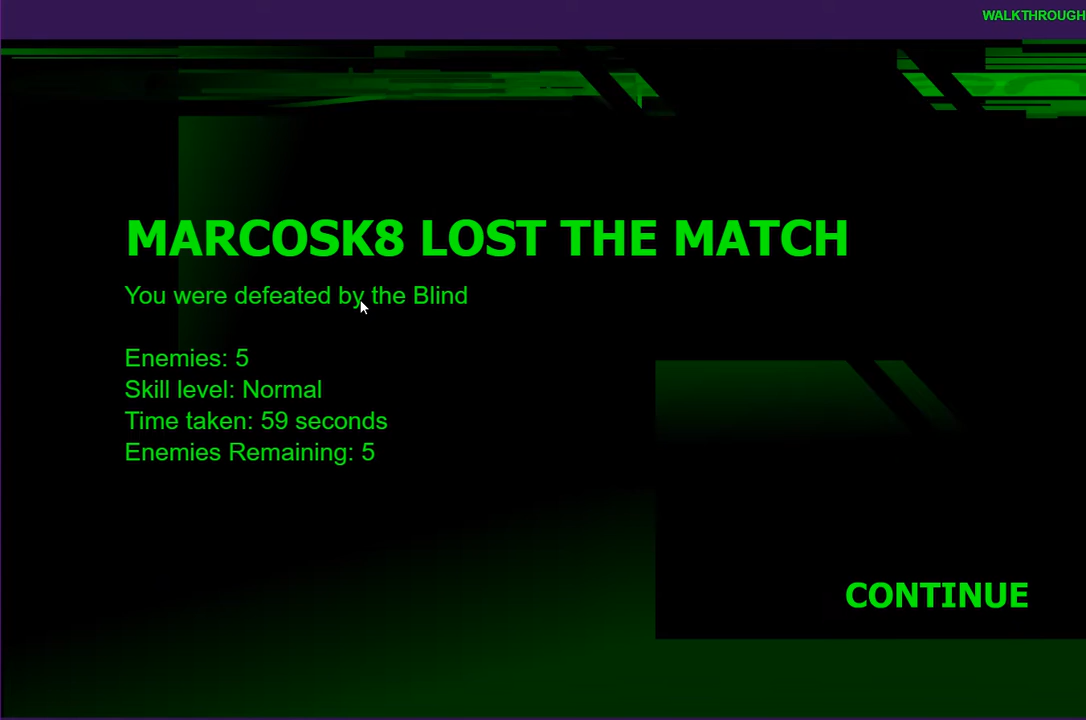 WALKTHROUGH
MARCOSK8 LOST THE MATCH
You were defeated by the Blind
Enemies: 5
Skill level: Normal
Time taken: 59 seconds
Enemies Remaining: 5
CONTINUE